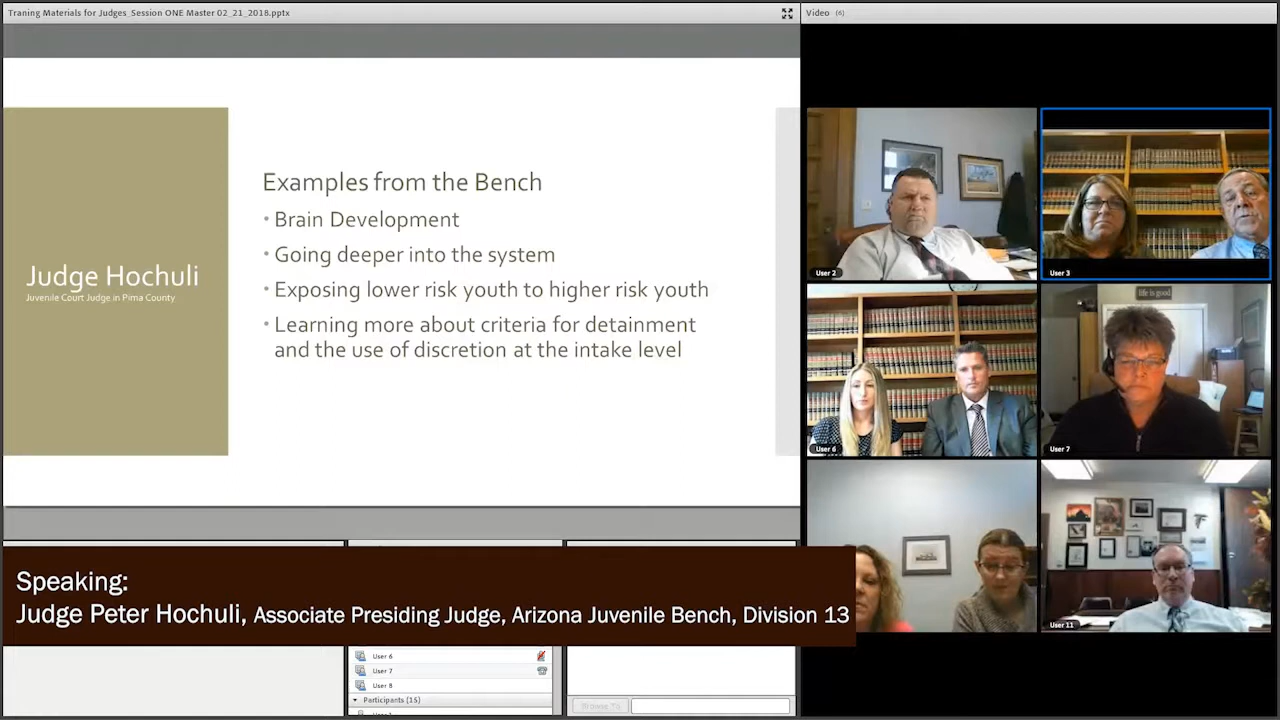 Traning Materials for Judges_Session ONE Master 02_21_2018.pptx
Video (6)
Judge Hochuli
Juvenile Court Judge in Pima County
Examples from the Bench
• Brain Development
• Going deeper into the system
• Exposing lower risk youth to higher risk youth
• Learning more about criteria for detainment
and the use of discretion at the intake level
User 2
User 3
life is good
User 6
User 7
User 11
Speaking:
Judge Peter Hochuli, Associate Presiding Judge, Arizona Juvenile Bench, Division 13
User 6
User 7
User 8
Participants (15)
Browse To